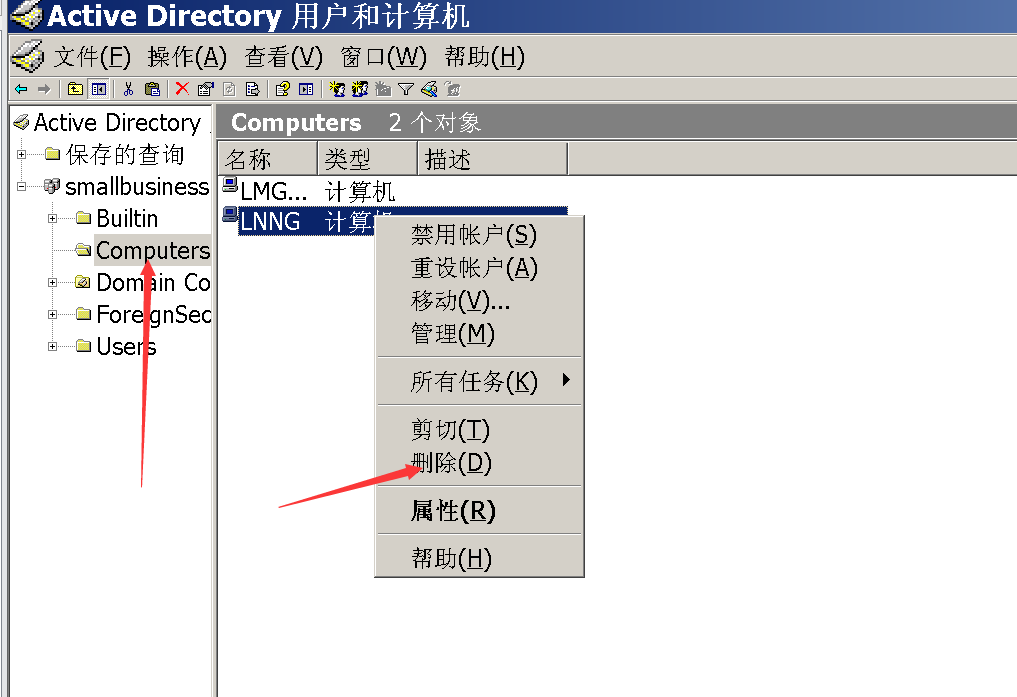 Active Directory 用户和计算机
文件(F) 操作(A) 查看(V) 窗口(W) 帮助(H)
Active Directory
Computers 2 个对象
保存的查询
名称 类型 描述
smallbusiness
LMG... 计算机
Builtin
LNNG 计算机
Computers
禁用帐户(S)
重设帐户(A)
Domain Co
移动(V)...
ForeignSec
管理(M)
Users
所有任务(K)
剪切(T)
删除(D)
属性(R)
帮助(H)